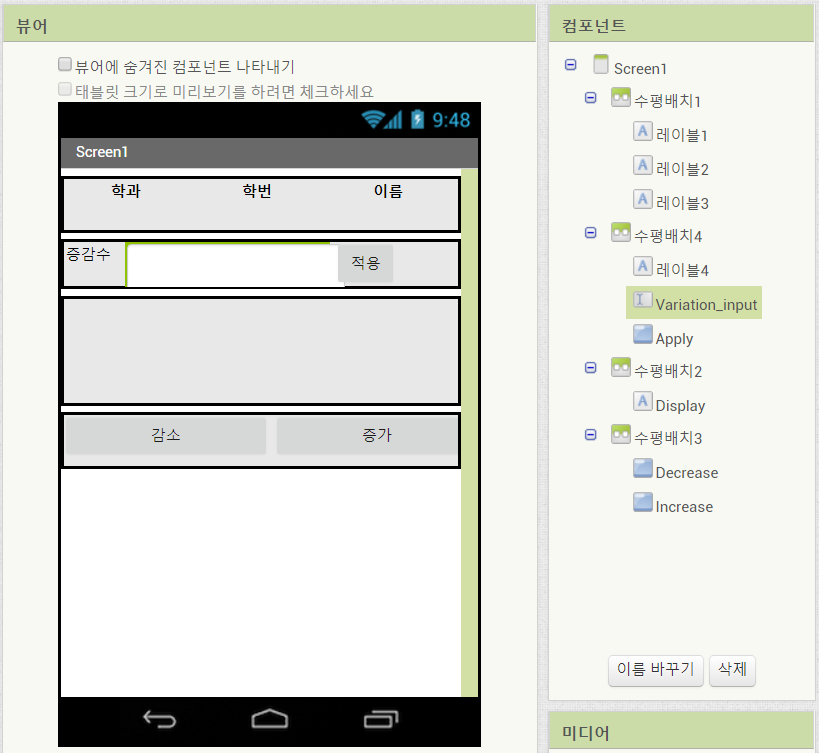 뷰어
뷰어에 숨겨진 컴포넌트 나타내기
태블릿 크기로 미리보기를 하려면 체크하세요
9:48
Screen1
학과 학번 이름
증감수 적용
감소 증가
컴포넌트
Screen1
수평배치1
레이블1
레이블2
레이블3
수평배치4
레이블4
Variation_input
Apply
수평배치2
Display
수평배치3
Decrease
Increase
이름 바꾸기 삭제
미디어